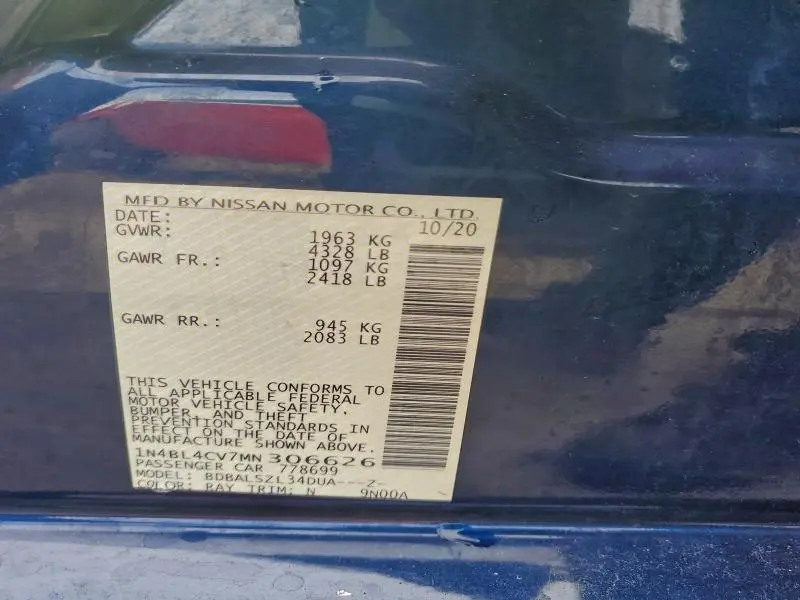 MFD BY NISSAN MOTOR CO., LTD.
DATE: 10/20
GVWR: 1963 KG
4328 LB
GAWR FR.: 1097 KG
2418 LB
GAWR RR.: 945 KG
2083 LB
THIS VEHICLE CONFORMS TO
ALL APPLICABLE FEDERAL
MOTOR VEHICLE SAFETY,
BUMPER, AND THEFT
PREVENTION STANDARDS IN
EFFECT ON THE DATE OF
MANUFACTURE SHOWN ABOVE.
1N4BL4CV7MN306626
PASSENGER CAR 778699
MODEL: BDBALSZL34DUA---Z-
COLOR: RAY TRIM: N 9N00A